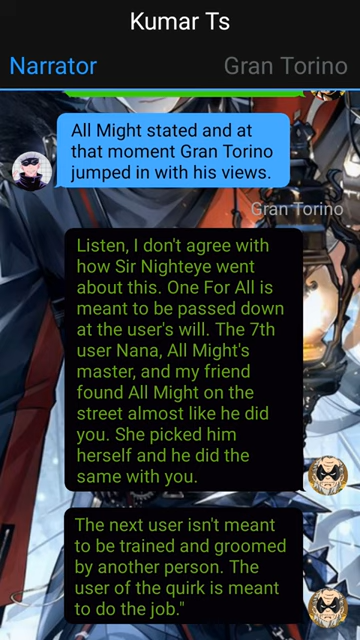 Kumar Ts
Narrator
Gran Torino
All Might stated and at
that moment Gran Torino
jumped in with his views.
Gran Torino
Listen, I don't agree with
how Sir Nighteye went
about this. One For All is
meant to be passed down
at the user's will. The 7th
user Nana, All Might's
master, and my friend
found All Might on the
street almost like he did
you. She picked him
herself and he did the
same with you.
The next user isn't meant
to be trained and groomed
by another person. The
user of the quirk is meant
to do the job."